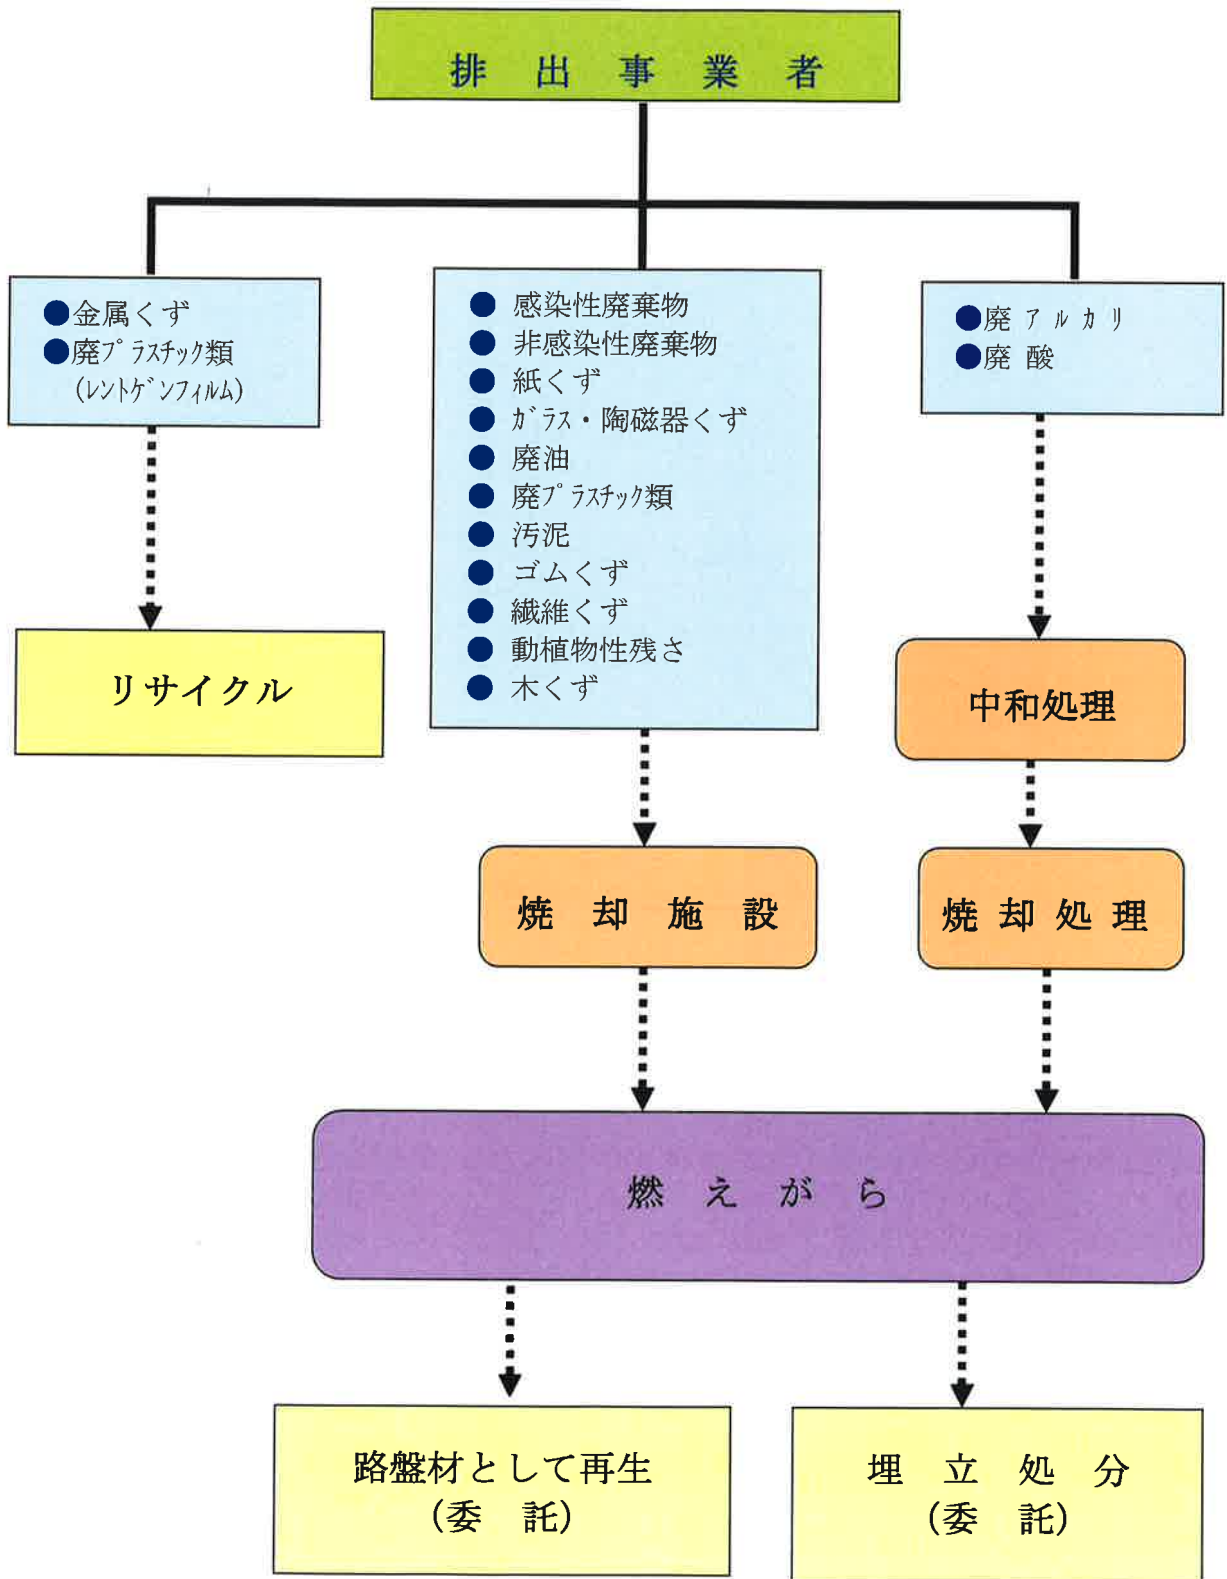 排出事業者
●金属くず
●廃プラスチック類
(レントゲンフィルム)
● 感染性廃棄物
● 非感染性廃棄物
● 紙くず
● ガラス・陶磁器くず
● 廃油
● 廃プラスチック類
● 汚泥
● ゴムくず
● 繊維くず
● 動植物性残さ
● 木くず
●廃アルカリ
●廃酸
リサイクル
中和処理
焼却施設
焼却処理
燃えがら
路盤材として再生
(委託)
埋立処分
(委託)